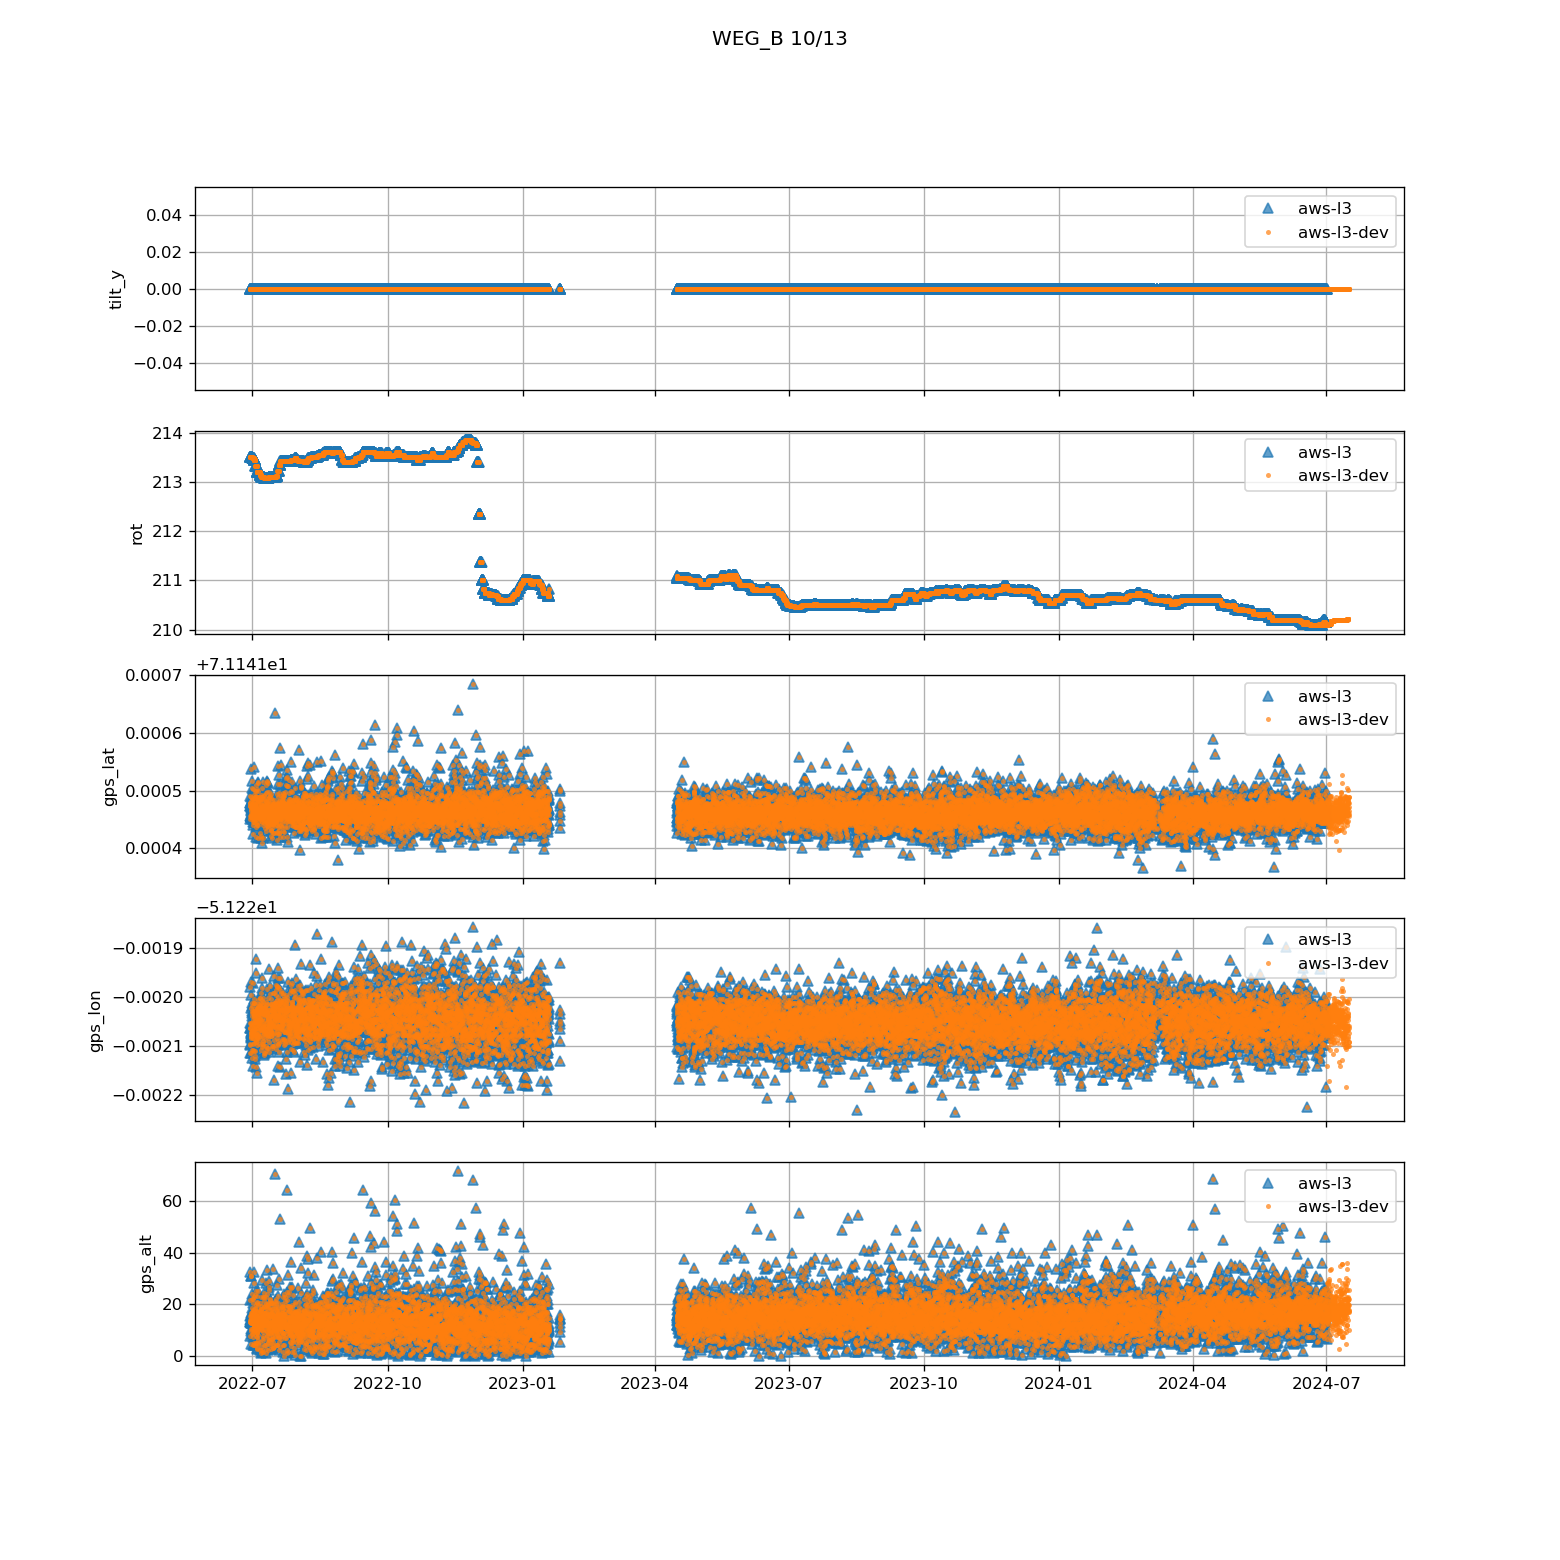 WEG_B 10/13
tilt_y
0.04
0.02
0.00
−0.02
−0.04
aws-l3
aws-l3-dev
rot
214
213
212
211
210
aws-l3
aws-l3-dev
+7.1141e1
gps_lat
0.0007
0.0006
0.0005
0.0004
aws-l3
aws-l3-dev
−5.122e1
gps_lon
−0.0019
−0.0020
−0.0021
−0.0022
aws-l3
aws-l3-dev
gps_alt
60
40
20
0
aws-l3
aws-l3-dev
2022-07 2022-10 2023-01 2023-04 2023-07 2023-10 2024-01 2024-04 2024-07